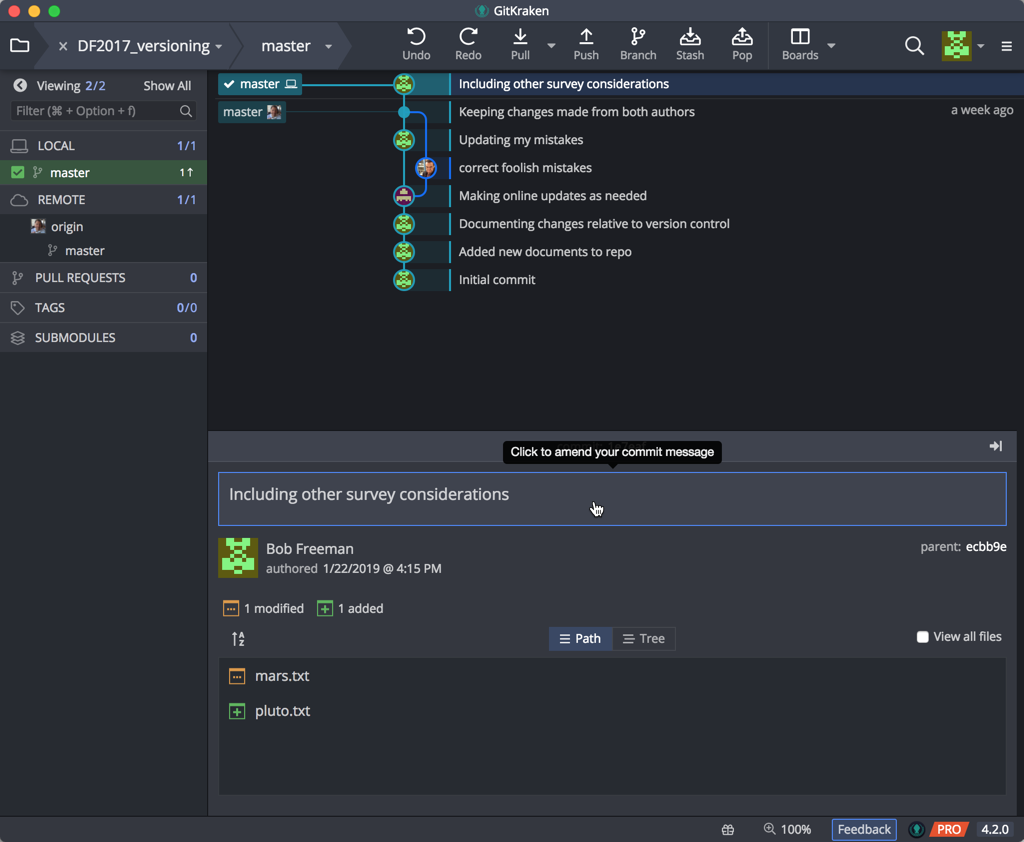 GitKraken
DF2017_versioning
master
Undo
Redo
Pull
Push
Branch
Stash
Pop
Boards
Viewing 2/2
Show All
Filter (⌘ + Option + f)
LOCAL
1/1
master
1↑
REMOTE
1/1
origin
master
PULL REQUESTS
0
TAGS
0/0
SUBMODULES
0
master
Including other survey considerations
master
Keeping changes made from both authors
a week ago
Updating my mistakes
correct foolish mistakes
Making online updates as needed
Documenting changes relative to version control
Added new documents to repo
Initial commit
Click to amend your commit message
Including other survey considerations
Bob Freeman
authored 1/22/2019 @ 4:15 PM
parent: ecbb9e
1 modified
1 added
A
Z
Path
Tree
View all files
mars.txt
pluto.txt
100%
Feedback
PRO
4.2.0